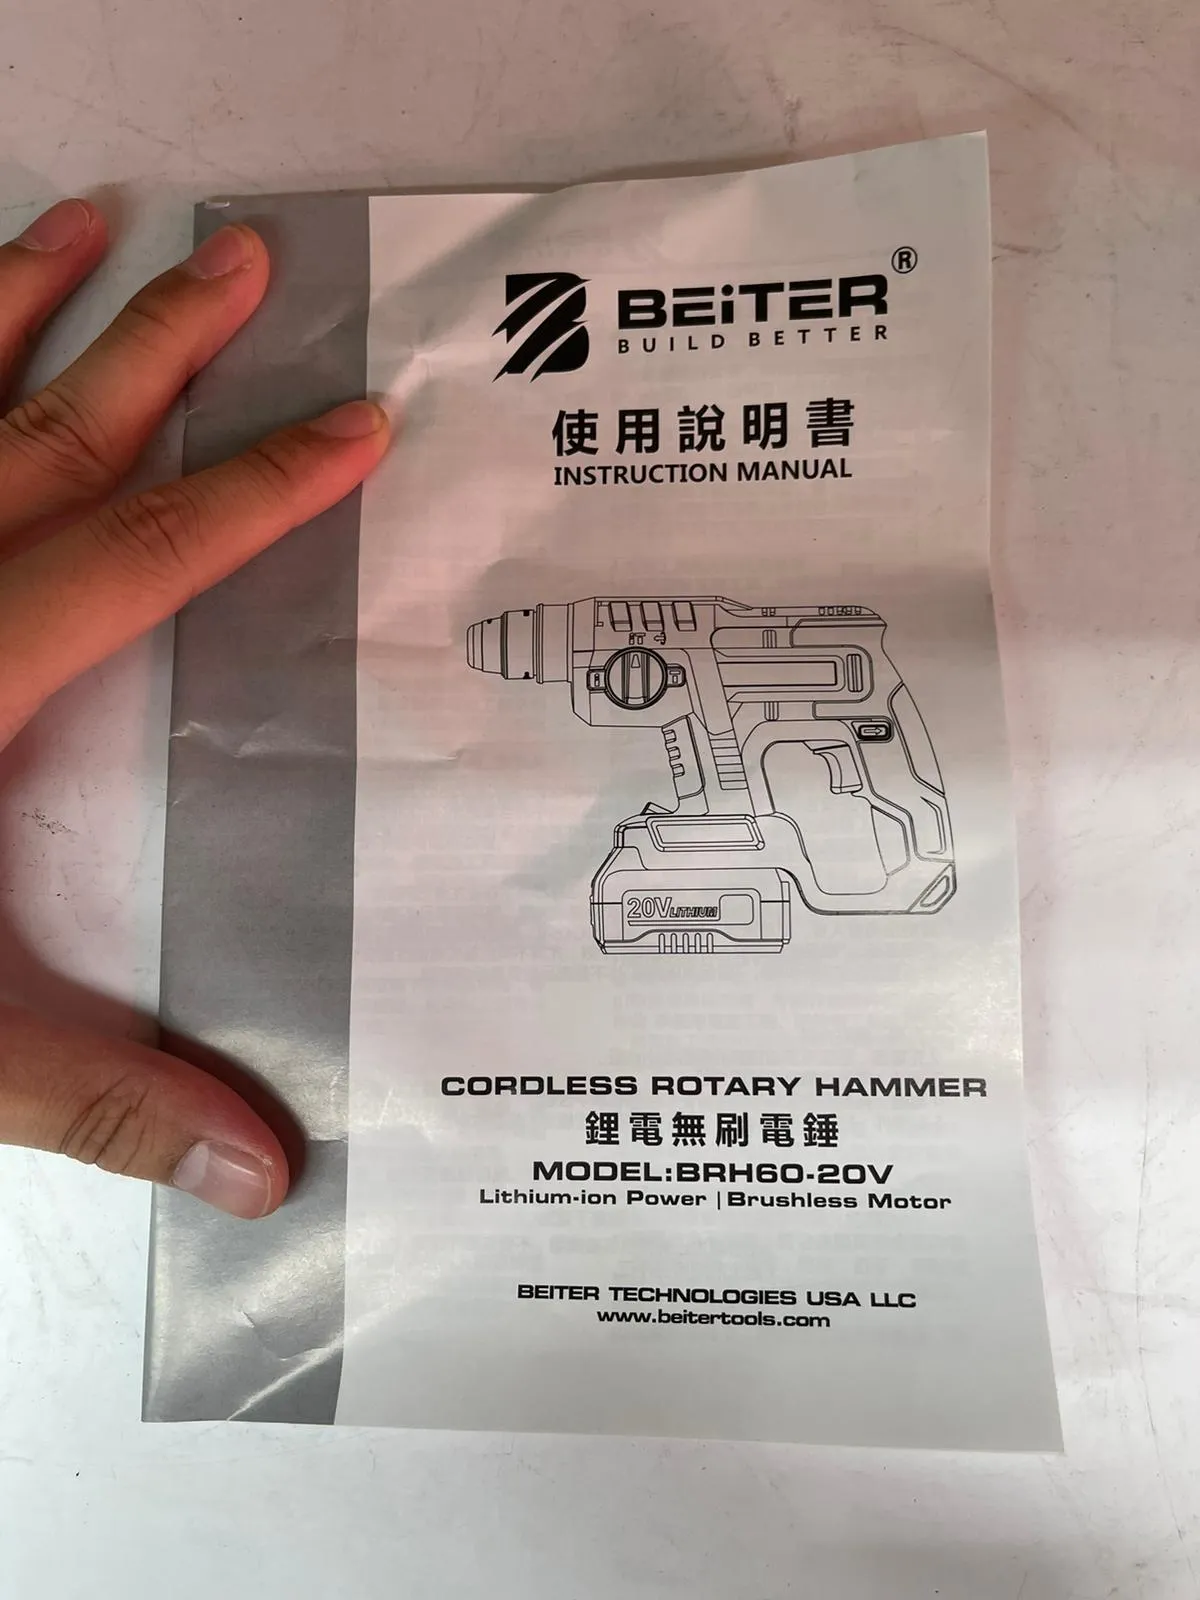 BEiTER®
BUILD BETTER
使用說明書
INSTRUCTION MANUAL
20V LITHIUM
CORDLESS ROTARY HAMMER
鋰電無刷電錘
MODEL:BRH60-20V
Lithium-ion Power | Brushless Motor
BEITER TECHNOLOGIES USA LLC
www.beitertools.com